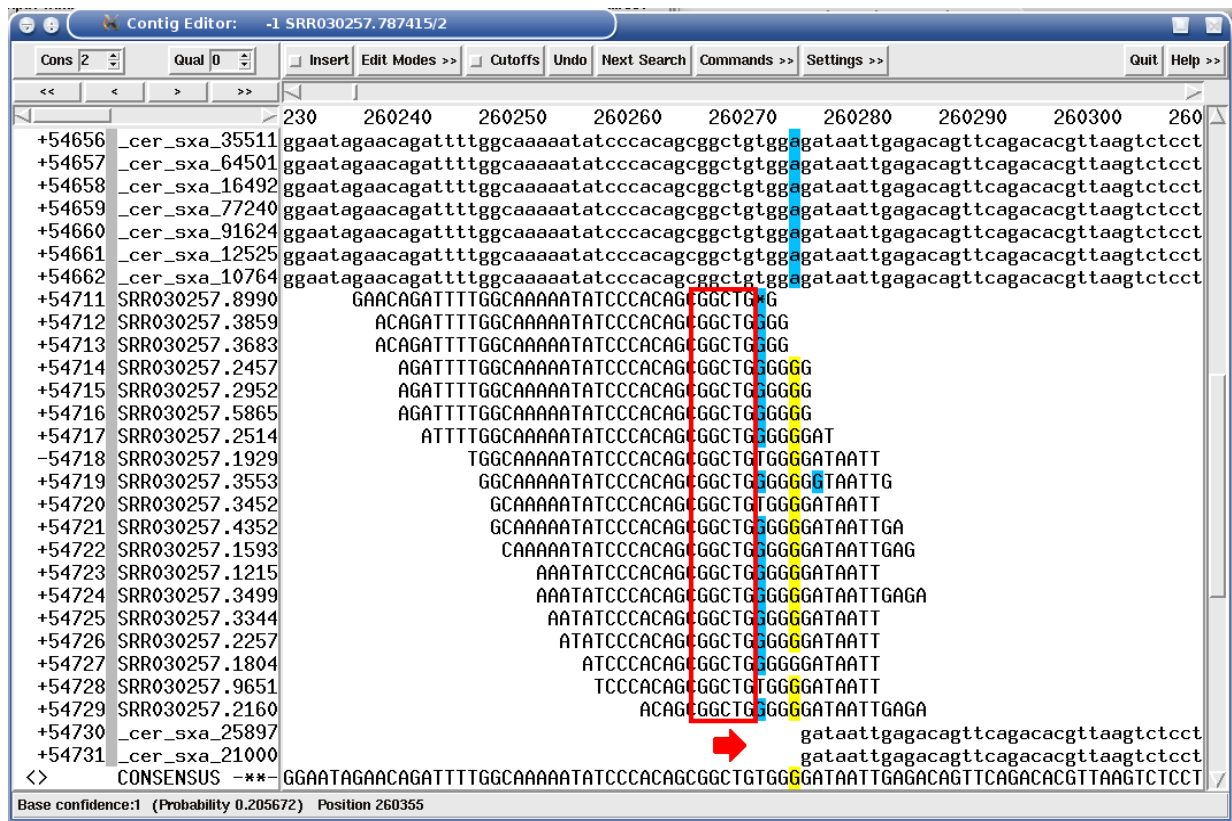 Contig Editor: -1 SRR030257.787415/2
Cons 2 Qual 0 Insert Edit Modes >> Cutoffs Undo Next Search Commands >> Settings >> Quit Help >>
<< < > >>
230 260240 260250 260260 260270 260280 260290 260300 260
+54656 _cer_sxa_35511 ggaatagaacagattttggcaaaaatatcccacagcggctgtggagataattgagacagttcagacacgttaagtctcct
+54657 _cer_sxa_64501 ggaatagaacagattttggcaaaaatatcccacagcggctgtggagataattgagacagttcagacacgttaagtctcct
+54658 _cer_sxa_16492 ggaatagaacagattttggcaaaaatatcccacagcggctgtggagataattgagacagttcagacacgttaagtctcct
+54659 _cer_sxa_77240 ggaatagaacagattttggcaaaaatatcccacagcggctgtggagataattgagacagttcagacacgttaagtctcct
+54660 _cer_sxa_91624 ggaatagaacagattttggcaaaaatatcccacagcggctgtggagataattgagacagttcagacacgttaagtctcct
+54661 _cer_sxa_12525 ggaatagaacagattttggcaaaaatatcccacagcggctgtggagataattgagacagttcagacacgttaagtctcct
+54662 _cer_sxa_10764 ggaatagaacagattttggcaaaaatatcccacagcggctgtggagataattgagacagttcagacacgttaagtctcct
+54711 SRR030257.8990 GAACAGATTTTGGCAAAAATATCCCACAGCGGCTG*G
+54712 SRR030257.3859 ACAGATTTTGGCAAAAATATCCCACAGCGGCTGGGG
+54713 SRR030257.3683 ACAGATTTTGGCAAAAATATCCCACAGCGGCTGGGG
+54714 SRR030257.2457 AGATTTTGGCAAAAATATCCCACAGCGGCTGGGGGG
+54715 SRR030257.2952 AGATTTTGGCAAAAATATCCCACAGCGGCTGGGGGG
+54716 SRR030257.5865 AGATTTTGGCAAAAATATCCCACAGCGGCTGGGGGG
+54717 SRR030257.2514 ATTTTGGCAAAAATATCCCACAGCGGCTGGGGGGAT
-54718 SRR030257.1929 TGGCAAAAATATCCCACAGCGGCTGTGGGGATAATT
+54719 SRR030257.3553 GGCAAAAATATCCCACAGCGGCTGGGGGGGTAATTG
+54720 SRR030257.3452 GCAAAAATATCCCACAGCGGCTGTGGGGATAATT
+54721 SRR030257.4352 GCAAAAATATCCCACAGCGGCTGGGGGGATAATTGA
+54722 SRR030257.1593 CAAAAATATCCCACAGCGGCTGGGGGGATAATTGAG
+54723 SRR030257.1215 AAATATCCCACAGCGGCTGGGGGGATAATT
+54724 SRR030257.3499 AAATATCCCACAGCGGCTGGGGGGATAATTGAGA
+54725 SRR030257.3344 AATATCCCACAGCGGCTGGGGGGATAATT
+54726 SRR030257.2257 ATATCCCACAGCGGCTGGGGGGATAATT
+54727 SRR030257.1804 ATCCCACAGCGGCTGGGGGGATAATT
+54728 SRR030257.9651 TCCCACAGCGGCTGTGGGGATAATT
+54729 SRR030257.2160 ACAGCGGCTGGGGGGATAATTGAGA
+54730 _cer_sxa_25897 gataattgagacagttcagacacgttaagtctcct
+54731 _cer_sxa_21000 gataattgagacagttcagacacgttaagtctcct
<> CONSENSUS -**- GGAATAGAACAGATTTTGGCAAAAATATCCCACAGCGGCTGTGGGGATAATTGAGACAGTTCAGACACGTTAAGTCTCCT
Base confidence:1 (Probability 0.205672) Position 260355